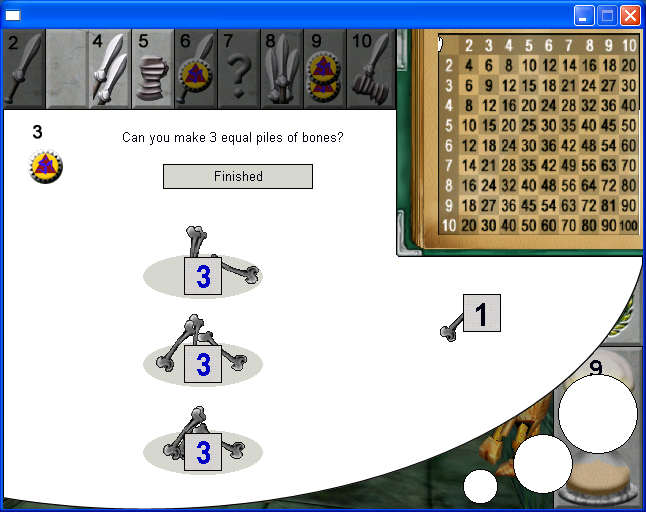 2 4 5 6 7 8 9 10
3
Can you make 3 equal piles of bones?
Finished
3
3
3
1
2 3 4 5 6 7 8 9 10
2 4 6 8 10 12 14 16 18 20
3 6 9 12 15 18 21 24 27 30
4 8 12 16 20 24 28 32 36 40
5 10 15 20 25 30 35 40 45 50
6 12 18 24 30 36 42 48 54 60
7 14 21 28 35 42 49 56 63 70
8 16 24 32 40 48 56 64 72 80
9 18 27 36 45 54 63 72 81 90
10 20 30 40 50 60 70 80 90 100
9